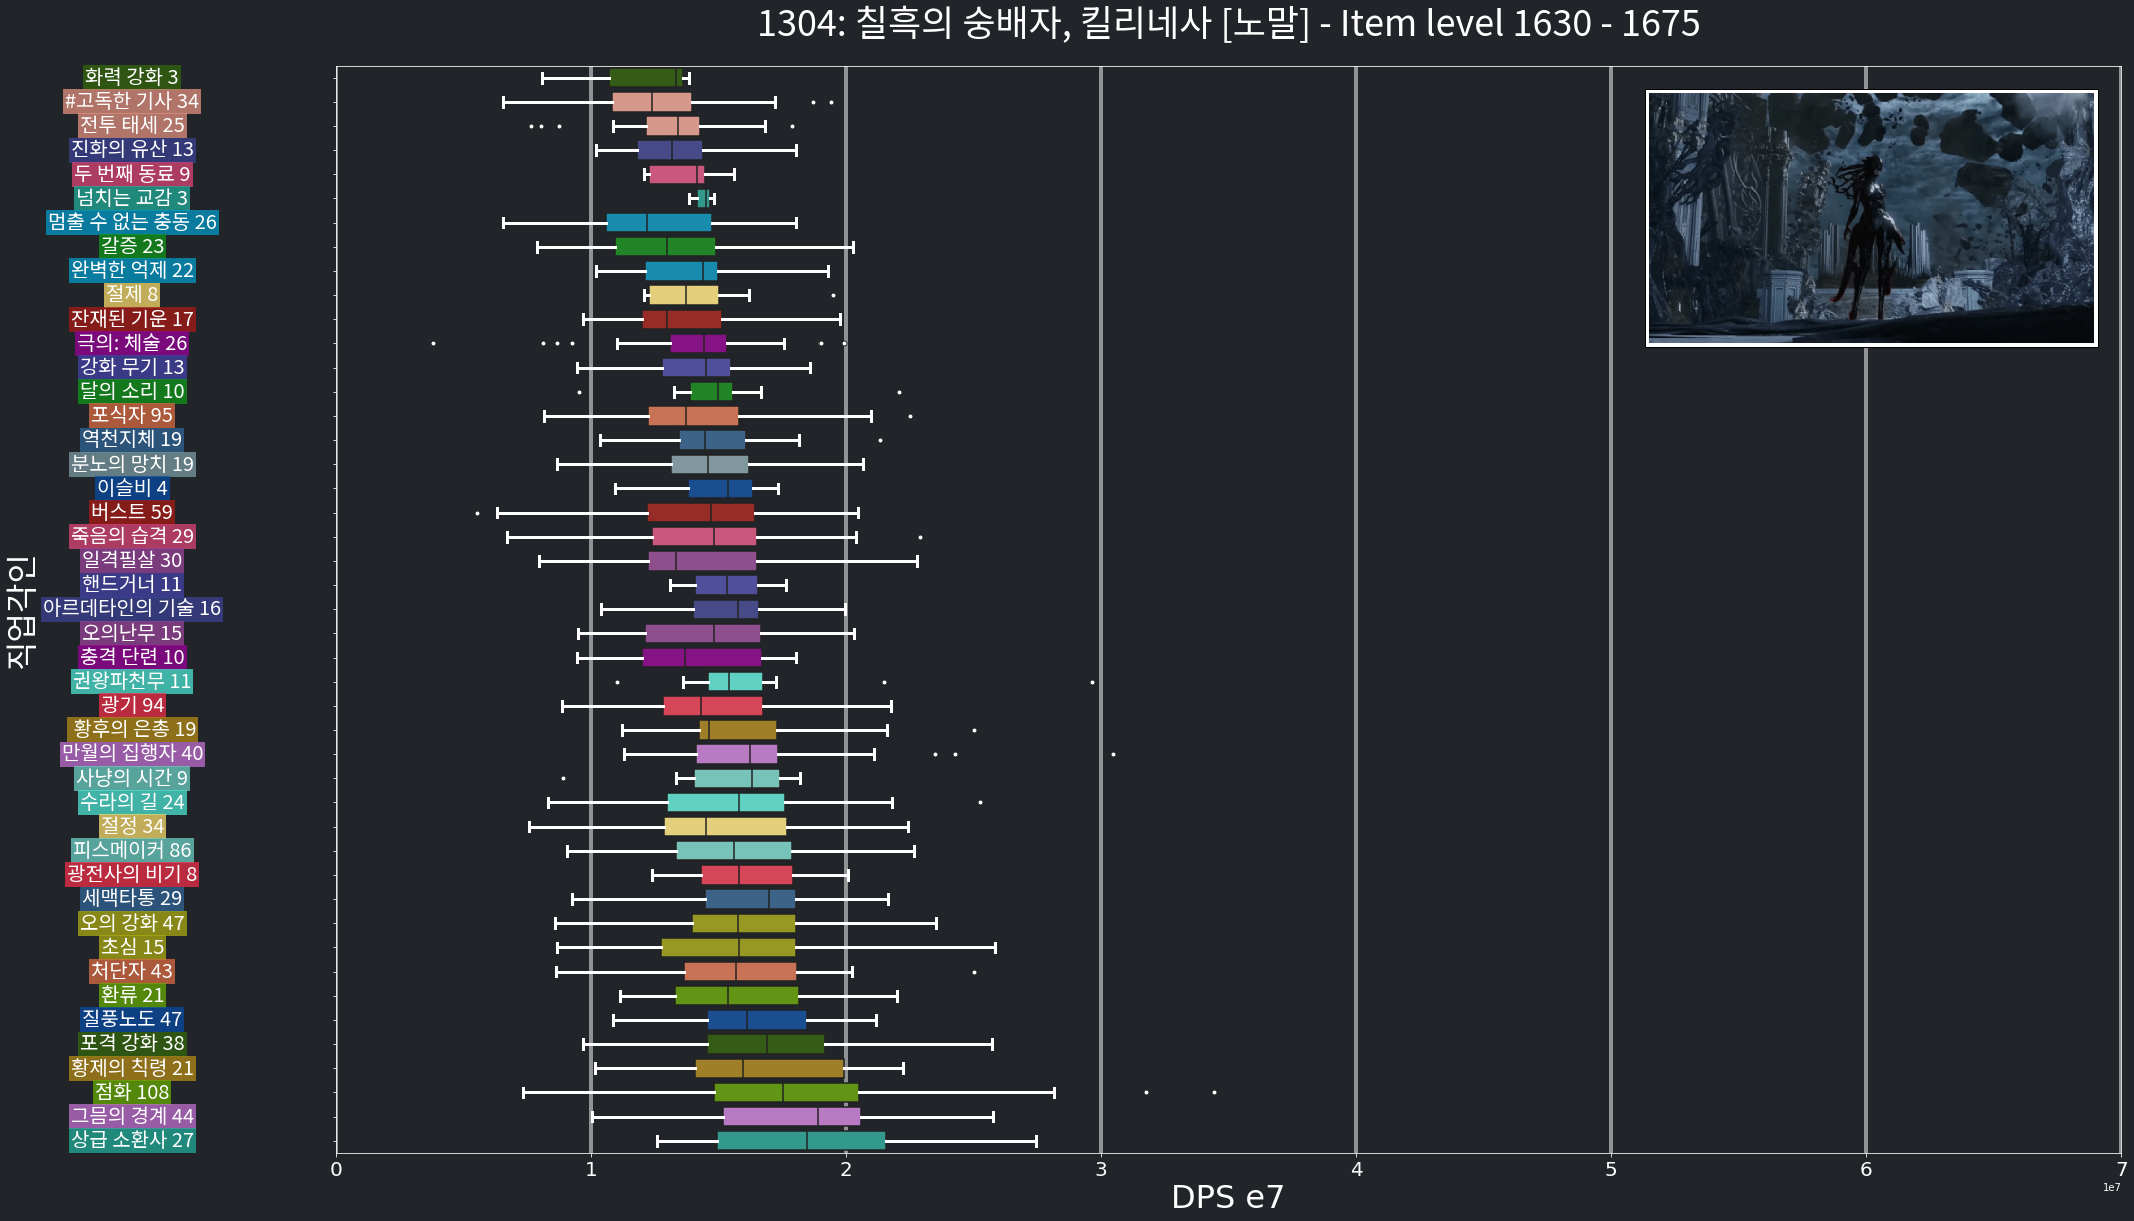 1304: 칠흑의 숭배자, 킬리네사 [노말] - Item level 1630 - 1675
직업각인
화력 강화 3
#고독한 기사 34
전투 태세 25
진화의 유산 13
두 번째 동료 9
넘치는 교감 3
멈출 수 없는 충동 26
갈증 23
완벽한 억제 22
절제 8
잔재된 기운 17
극의: 체술 26
강화 무기 13
달의 소리 10
포식자 95
역천지체 19
분노의 망치 19
이슬비 4
버스트 59
죽음의 습격 29
일격필살 30
핸드거너 11
아르데타인의 기술 16
오의난무 15
충격 단련 10
권왕파천무 11
광기 94
황후의 은총 19
만월의 집행자 40
사냥의 시간 9
수라의 길 24
절정 34
피스메이커 86
광전사의 비기 8
세맥타통 29
오의 강화 47
초심 15
처단자 43
환류 21
질풍노도 47
포격 강화 38
황제의 칙령 21
점화 108
그믐의 경계 44
상급 소환사 27
0 1 2 3 4 5 6 7
1e7
DPS e7